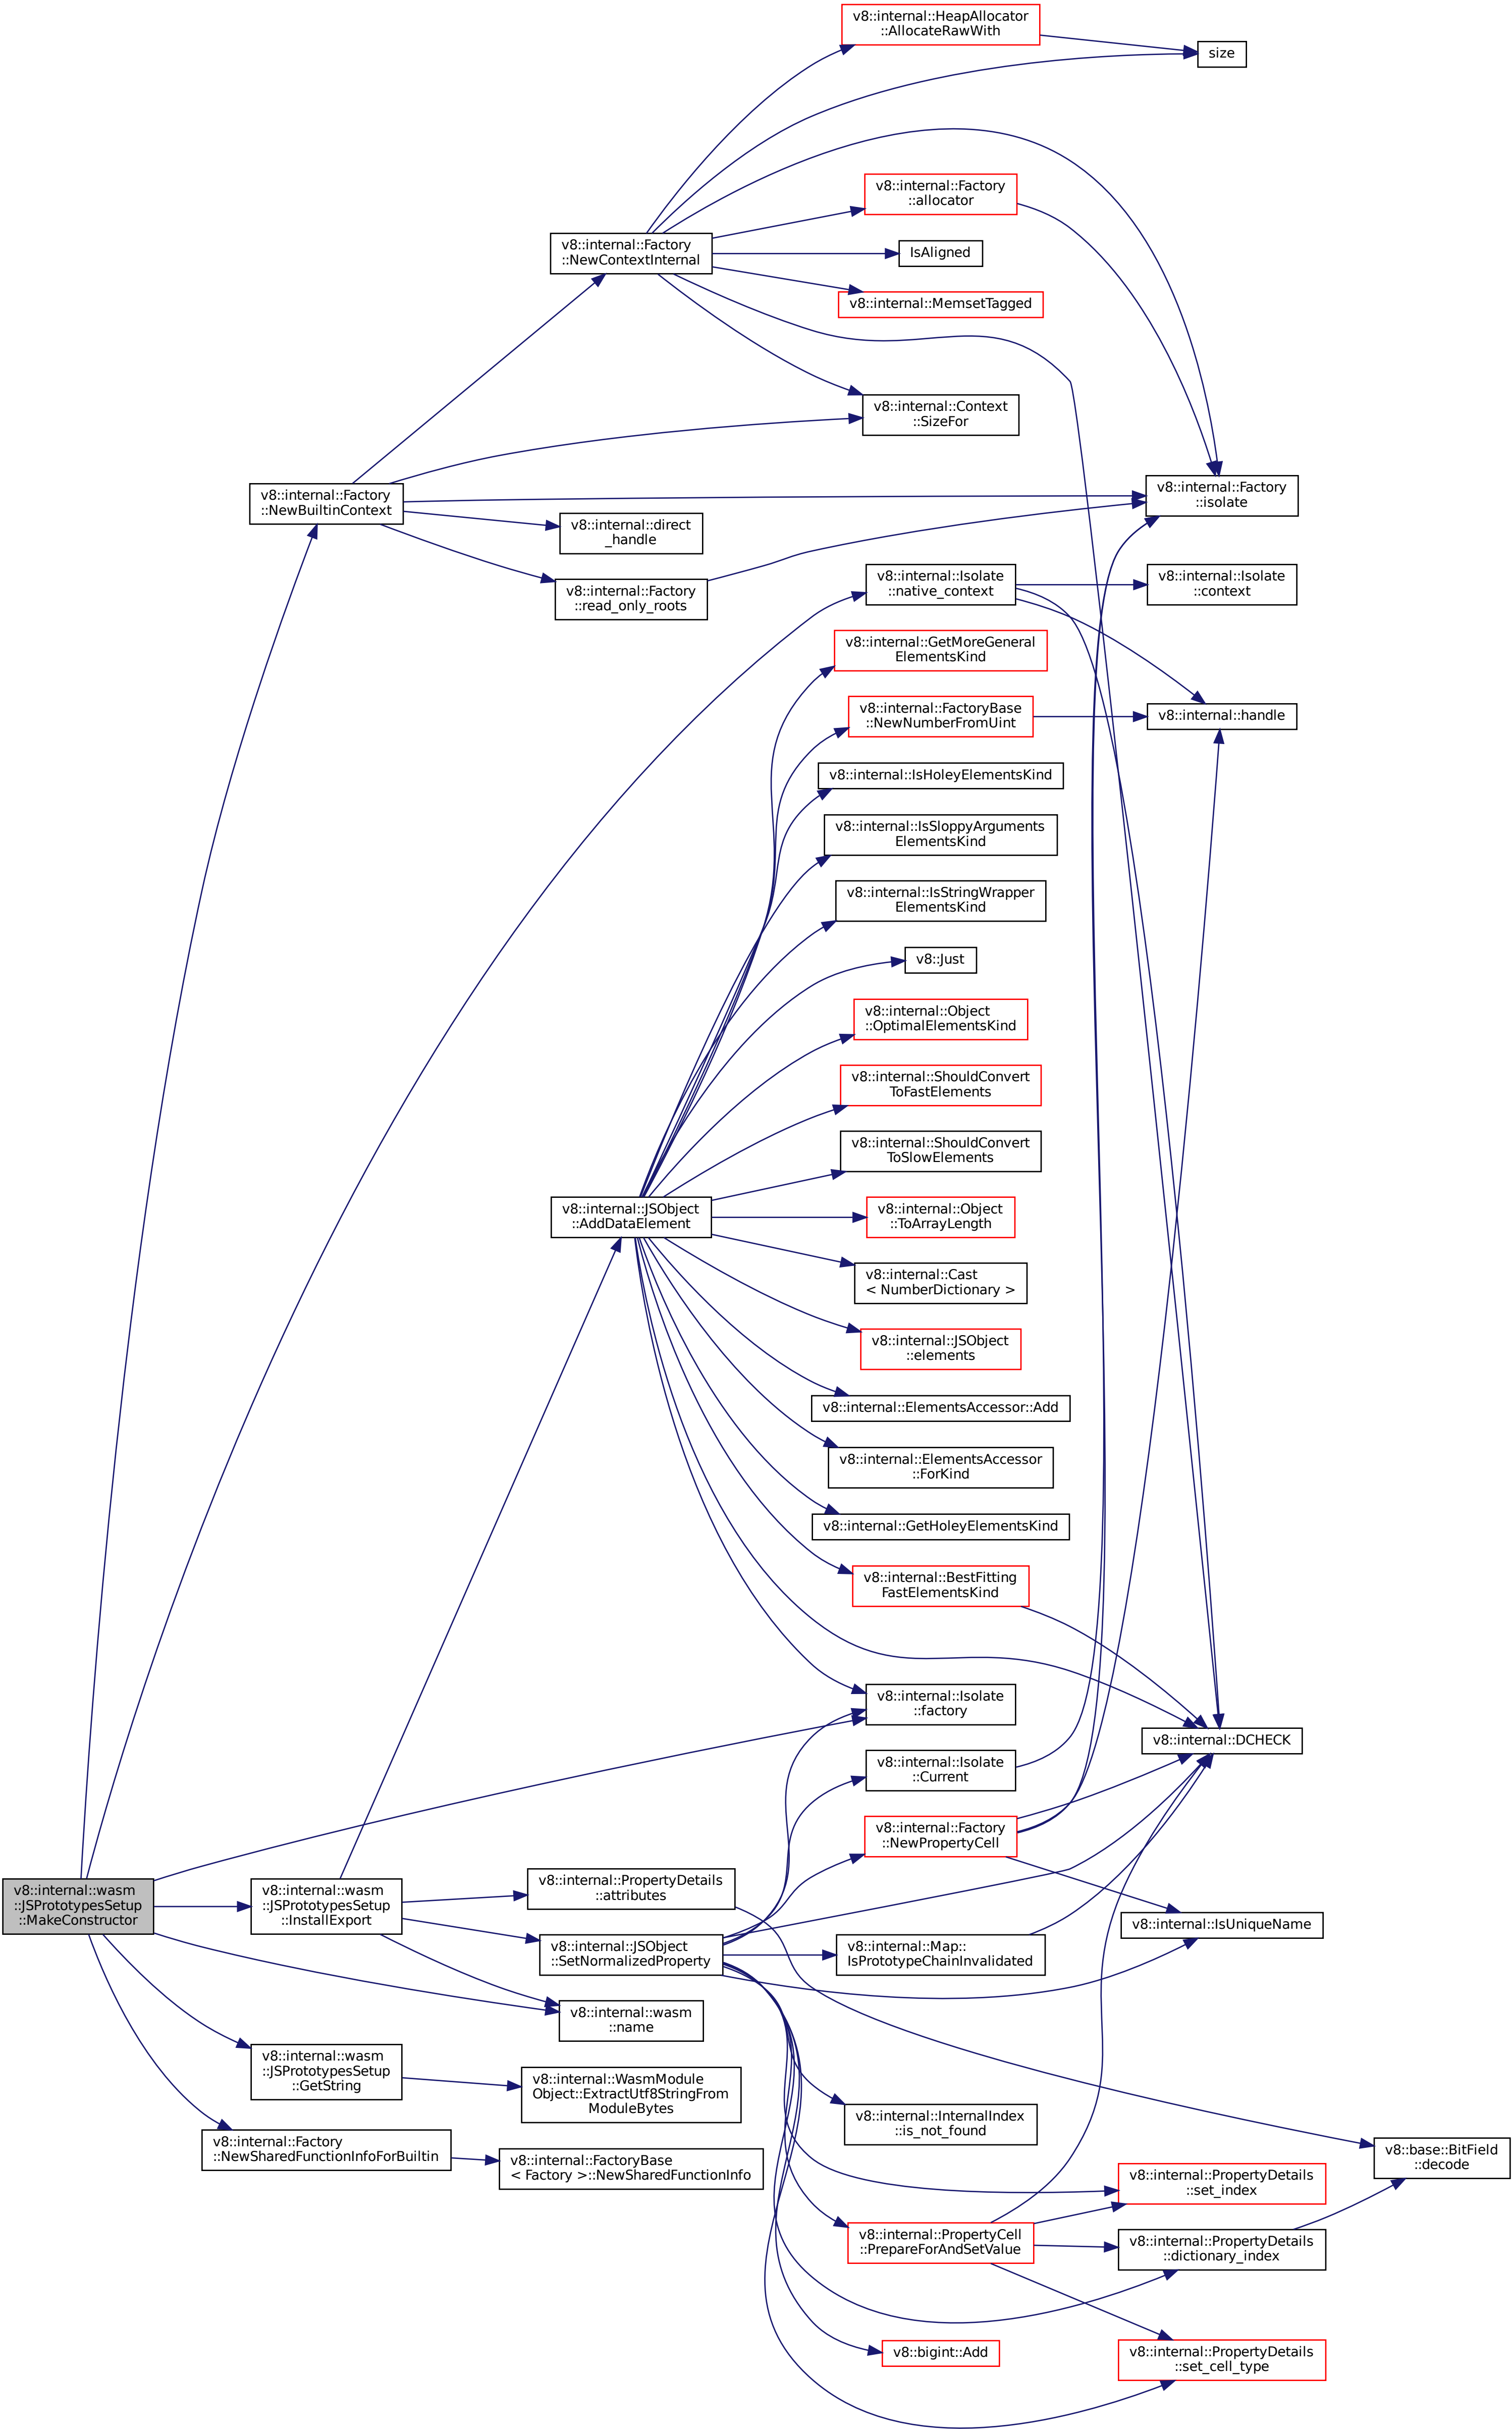 v8::internal::HeapAllocator
::AllocateRawWith
size
v8::internal::Factory
::allocator
v8::internal::Factory
::NewContextInternal
IsAligned
v8::internal::MemsetTagged
v8::internal::Context
::SizeFor
v8::internal::Factory
::NewBuiltinContext
v8::internal::Factory
::isolate
v8::internal::direct
_handle
v8::internal::Factory
::read_only_roots
v8::internal::Isolate
::native_context
v8::internal::Isolate
::context
v8::internal::GetMoreGeneral
ElementsKind
v8::internal::FactoryBase
::NewNumberFromUint
v8::internal::handle
v8::internal::IsHoleyElementsKind
v8::internal::IsSloppyArguments
ElementsKind
v8::internal::IsStringWrapper
ElementsKind
v8::Just
v8::internal::Object
::OptimalElementsKind
v8::internal::ShouldConvert
ToFastElements
v8::internal::ShouldConvert
ToSlowElements
v8::internal::JSObject
::AddDataElement
v8::internal::Object
::ToArrayLength
v8::internal::Cast
< NumberDictionary >
v8::internal::JSObject
::elements
v8::internal::ElementsAccessor::Add
v8::internal::ElementsAccessor
::ForKind
v8::internal::GetHoleyElementsKind
v8::internal::BestFitting
FastElementsKind
v8::internal::Isolate
::factory
v8::internal::DCHECK
v8::internal::Isolate
::Current
v8::internal::Factory
::NewPropertyCell
v8::internal::wasm
::JSPrototypesSetup
::MakeConstructor
v8::internal::wasm
::JSPrototypesSetup
::InstallExport
v8::internal::PropertyDetails
::attributes
v8::internal::IsUniqueName
v8::internal::JSObject
::SetNormalizedProperty
v8::internal::Map::
IsPrototypeChainInvalidated
v8::internal::wasm
::name
v8::internal::wasm
::JSPrototypesSetup
::GetString
v8::internal::WasmModule
Object::ExtractUtf8StringFrom
ModuleBytes
v8::internal::InternalIndex
::is_not_found
v8::internal::Factory
::NewSharedFunctionInfoForBuiltin
v8::internal::FactoryBase
< Factory >::NewSharedFunctionInfo
v8::base::BitField
::decode
v8::internal::PropertyDetails
::set_index
v8::internal::PropertyCell
::PrepareForAndSetValue
v8::internal::PropertyDetails
::dictionary_index
v8::bigint::Add
v8::internal::PropertyDetails
::set_cell_type